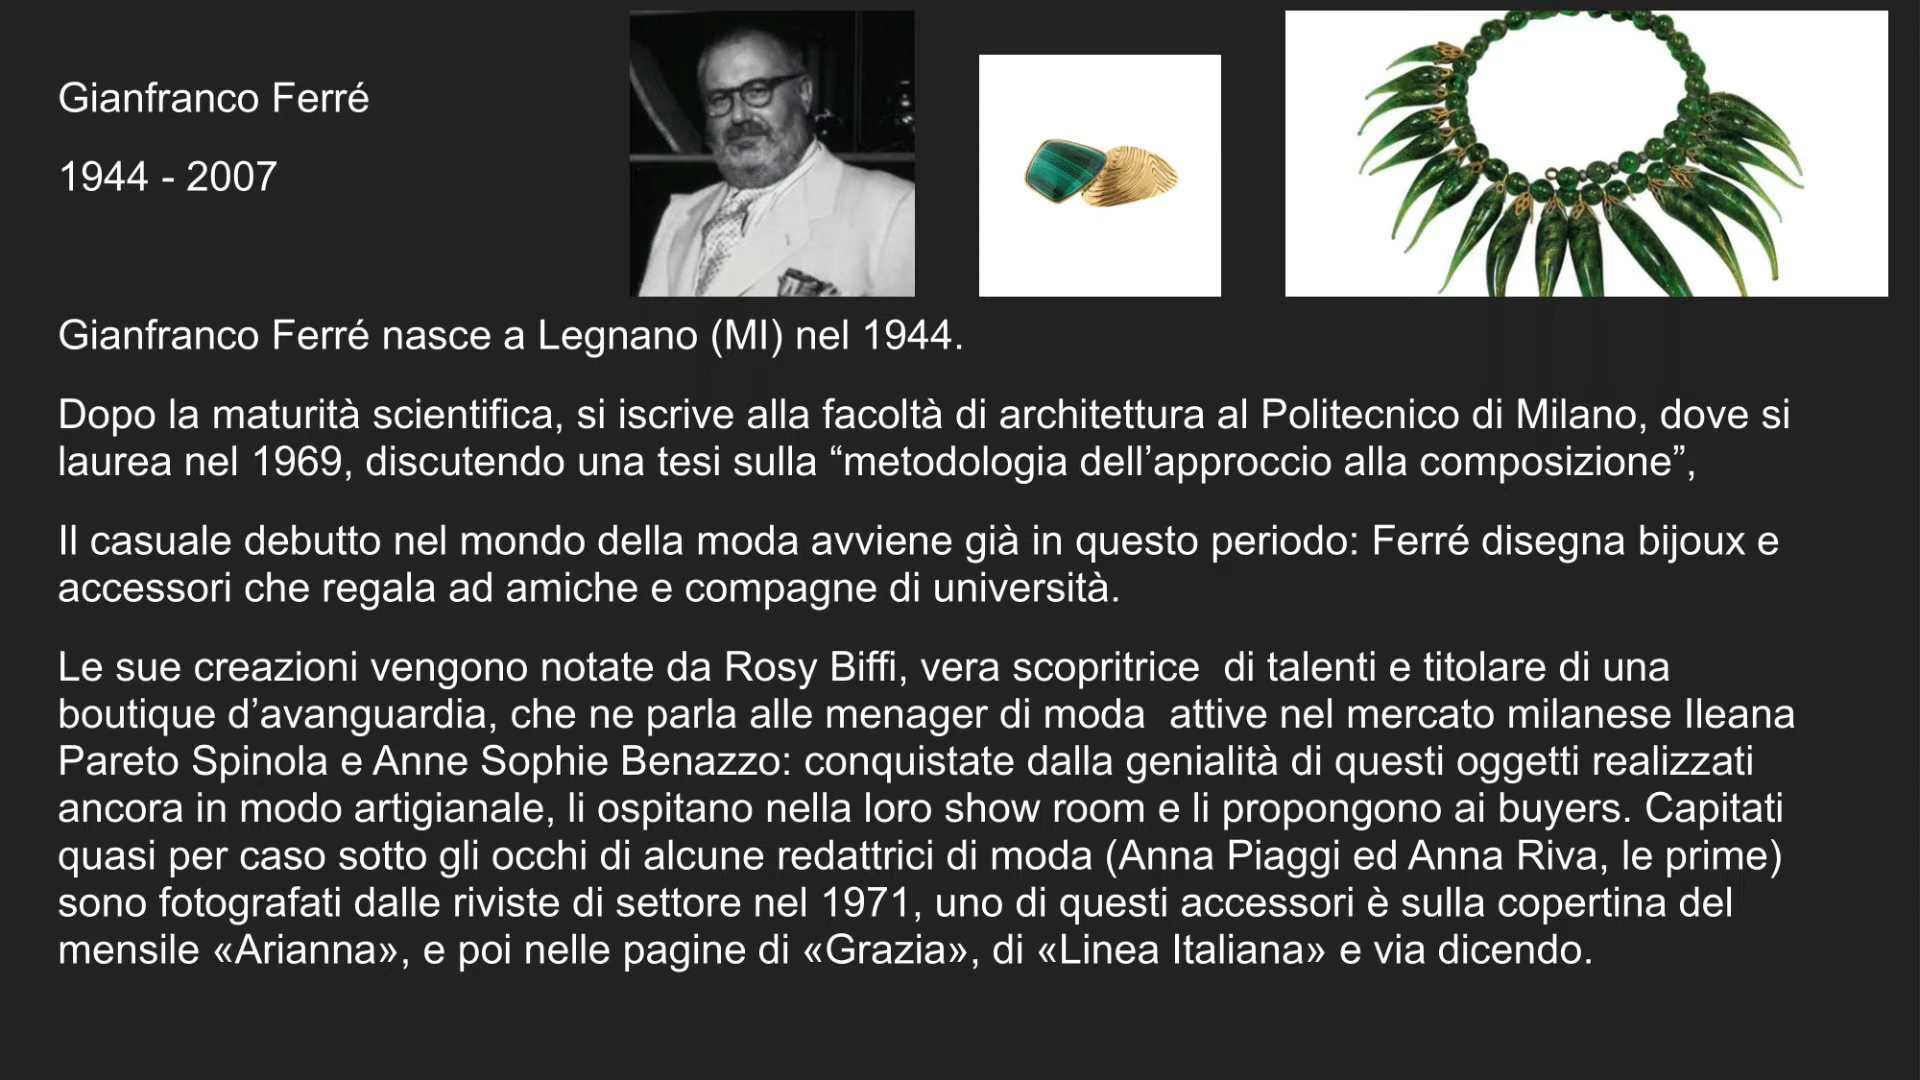 Gianfranco Ferré
1944 - 2007
Gianfranco Ferré nasce a Legnano (MI) nel 1944.
Dopo la maturità scientifica, si iscrive alla facoltà di architettura al Politecnico di Milano, dove si
laurea nel 1969, discutendo una tesi sulla “metodologia dell’approccio alla composizione”,
Il casuale debutto nel mondo della moda avviene già in questo periodo: Ferré disegna bijoux e
accessori che regala ad amiche e compagne di università.
Le sue creazioni vengono notate da Rosy Biffi, vera scopritrice  di talenti e titolare di una
boutique d’avanguardia, che ne parla alle menager di moda  attive nel mercato milanese Ileana
Pareto Spinola e Anne Sophie Benazzo: conquistate dalla genialità di questi oggetti realizzati
ancora in modo artigianale, li ospitano nella loro show room e li propongono ai buyers. Capitati
quasi per caso sotto gli occhi di alcune redattrici di moda (Anna Piaggi ed Anna Riva, le prime)
sono fotografati dalle riviste di settore nel 1971, uno di questi accessori è sulla copertina del
mensile «Arianna», e poi nelle pagine di «Grazia», di «Linea Italiana» e via dicendo.